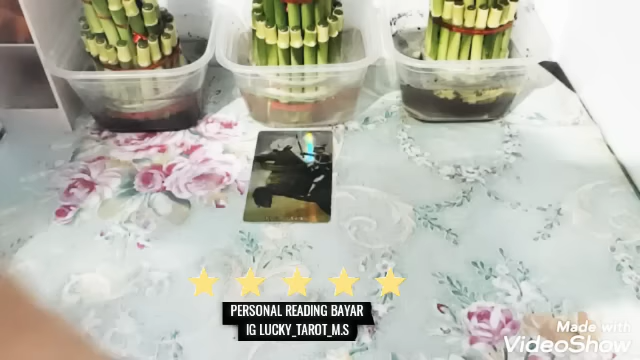 PERSONAL READING BAYAR
IG LUCKY_TAROT_M.S
Made with
VideoShow